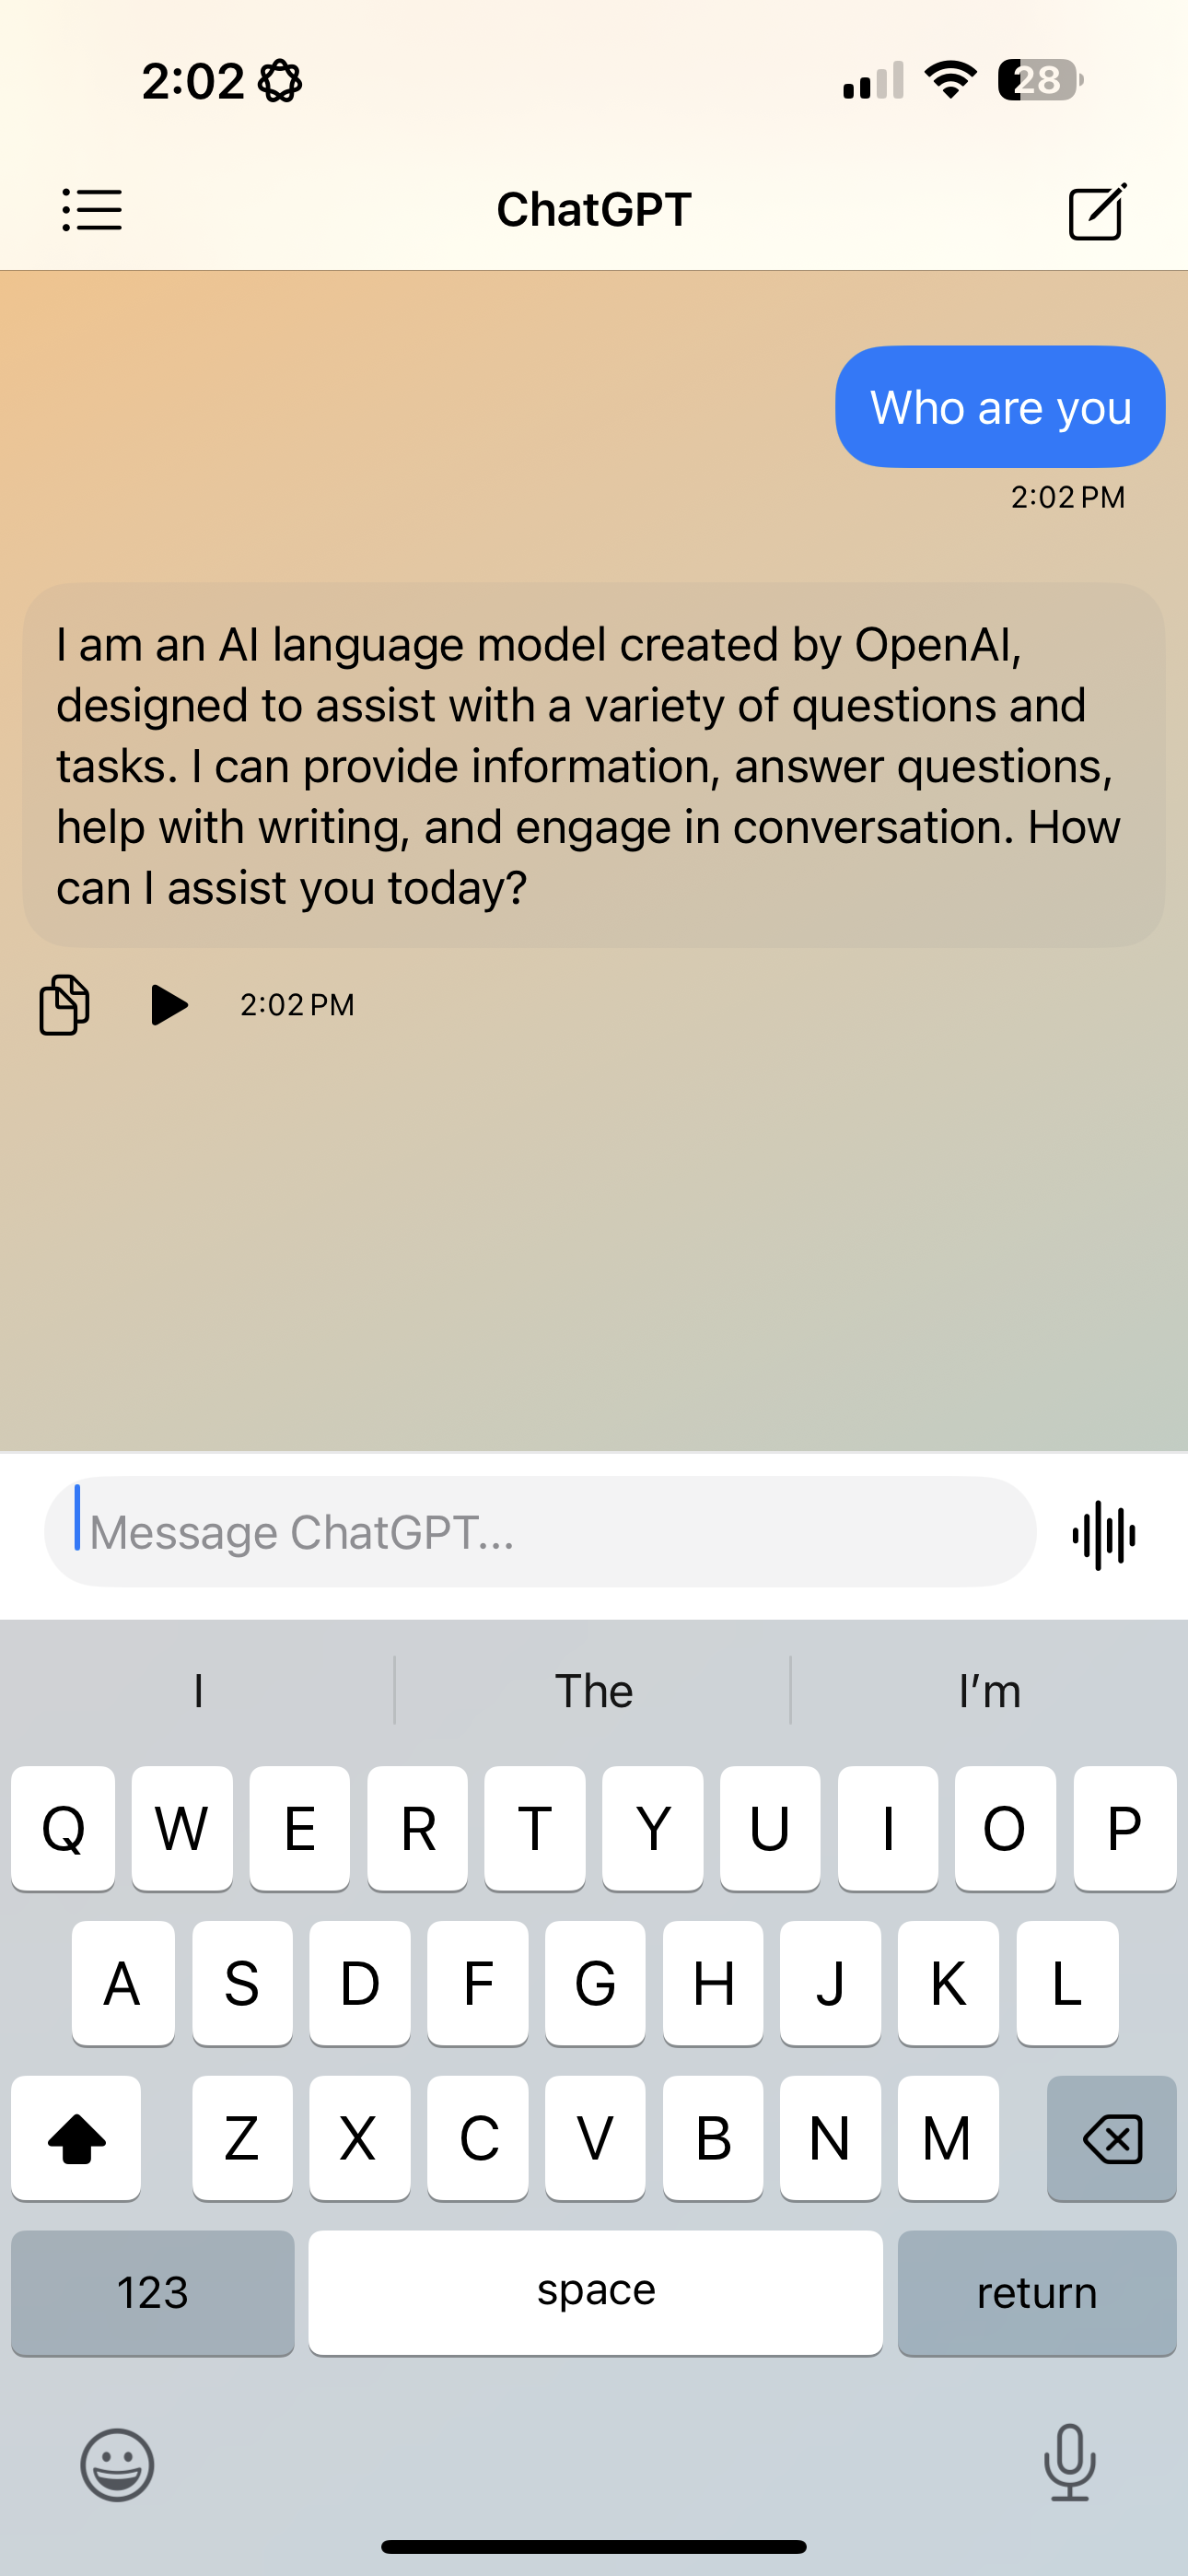 2:02
28
ChatGPT
Who are you
2:02 PM
I am an AI language model created by OpenAI,
designed to assist with a variety of questions and
tasks. I can provide information, answer questions,
help with writing, and engage in conversation. How
can I assist you today?
2:02 PM
Message ChatGPT...
I The I’m
Q W E R T Y U I O P
A S D F G H J K L
Z X C V B N M
123 space return